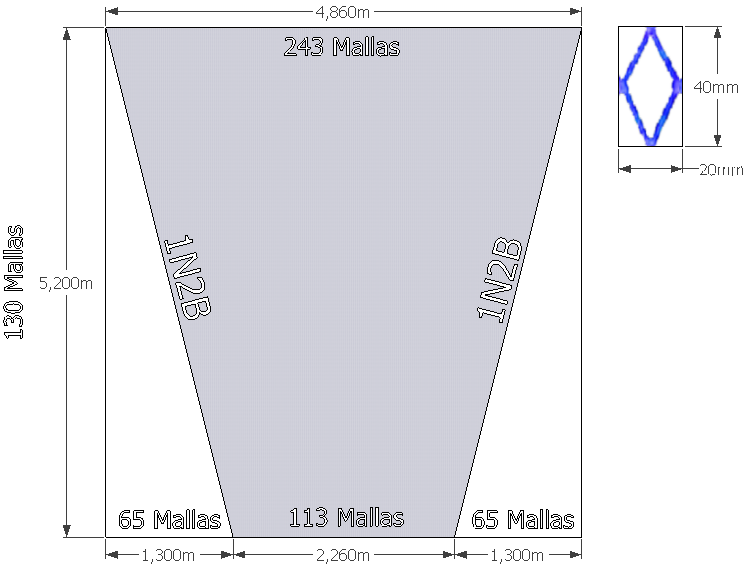 4,860m
243 Mallas
40mm
20mm
1N2B
1N2B
130 Mallas
5,200m
65 Mallas
113 Mallas
65 Mallas
1,300m
2,260m
1,300m